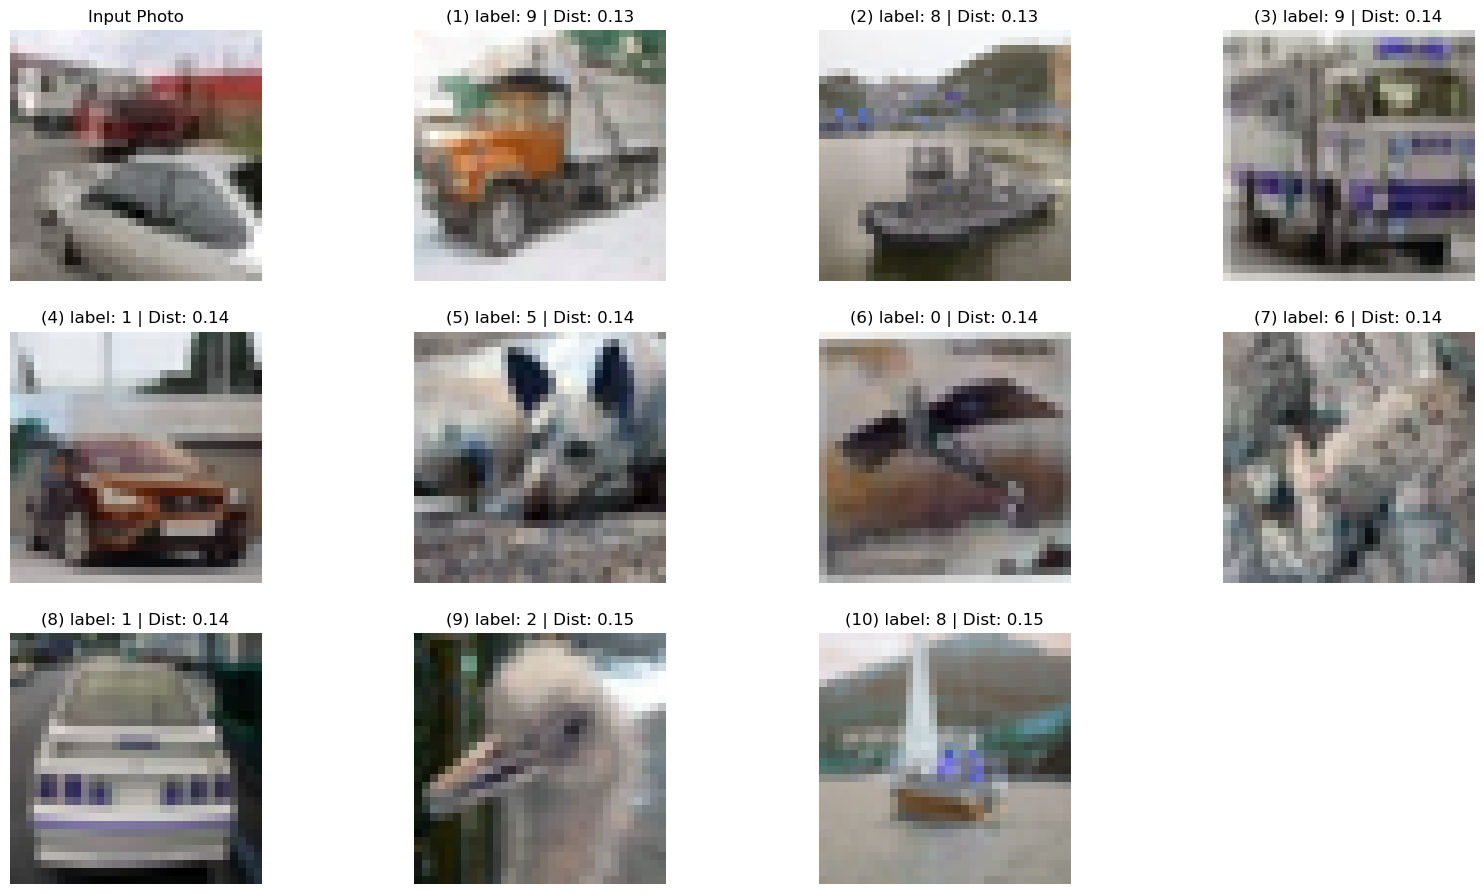 Input Photo
(1) label: 9 | Dist: 0.13
(2) label: 8 | Dist: 0.13
(3) label: 9 | Dist: 0.14
(4) label: 1 | Dist: 0.14
(5) label: 5 | Dist: 0.14
(6) label: 0 | Dist: 0.14
(7) label: 6 | Dist: 0.14
(8) label: 1 | Dist: 0.14
(9) label: 2 | Dist: 0.15
(10) label: 8 | Dist: 0.15